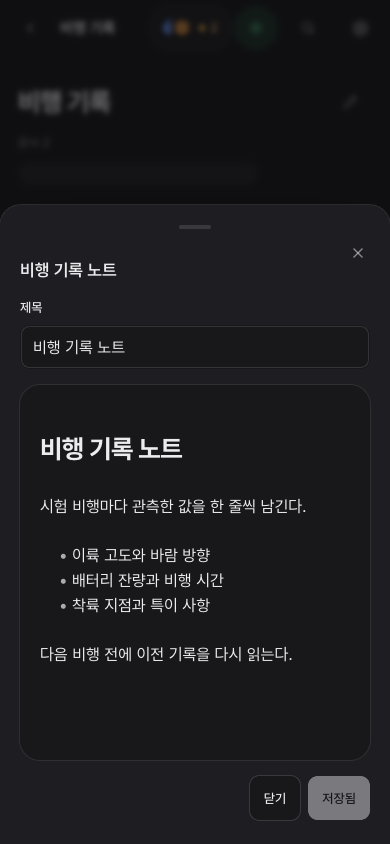 비행 기록
비행 기록
비행 기록 노트
제목
비행 기록 노트
비행 기록 노트
시험 비행마다 관측한 값을 한 줄씩 남긴다.
• 이륙 고도와 바람 방향
• 배터리 잔량과 비행 시간
• 착륙 지점과 특이 사항
다음 비행 전에 이전 기록을 다시 읽는다.
닫기
저장됨